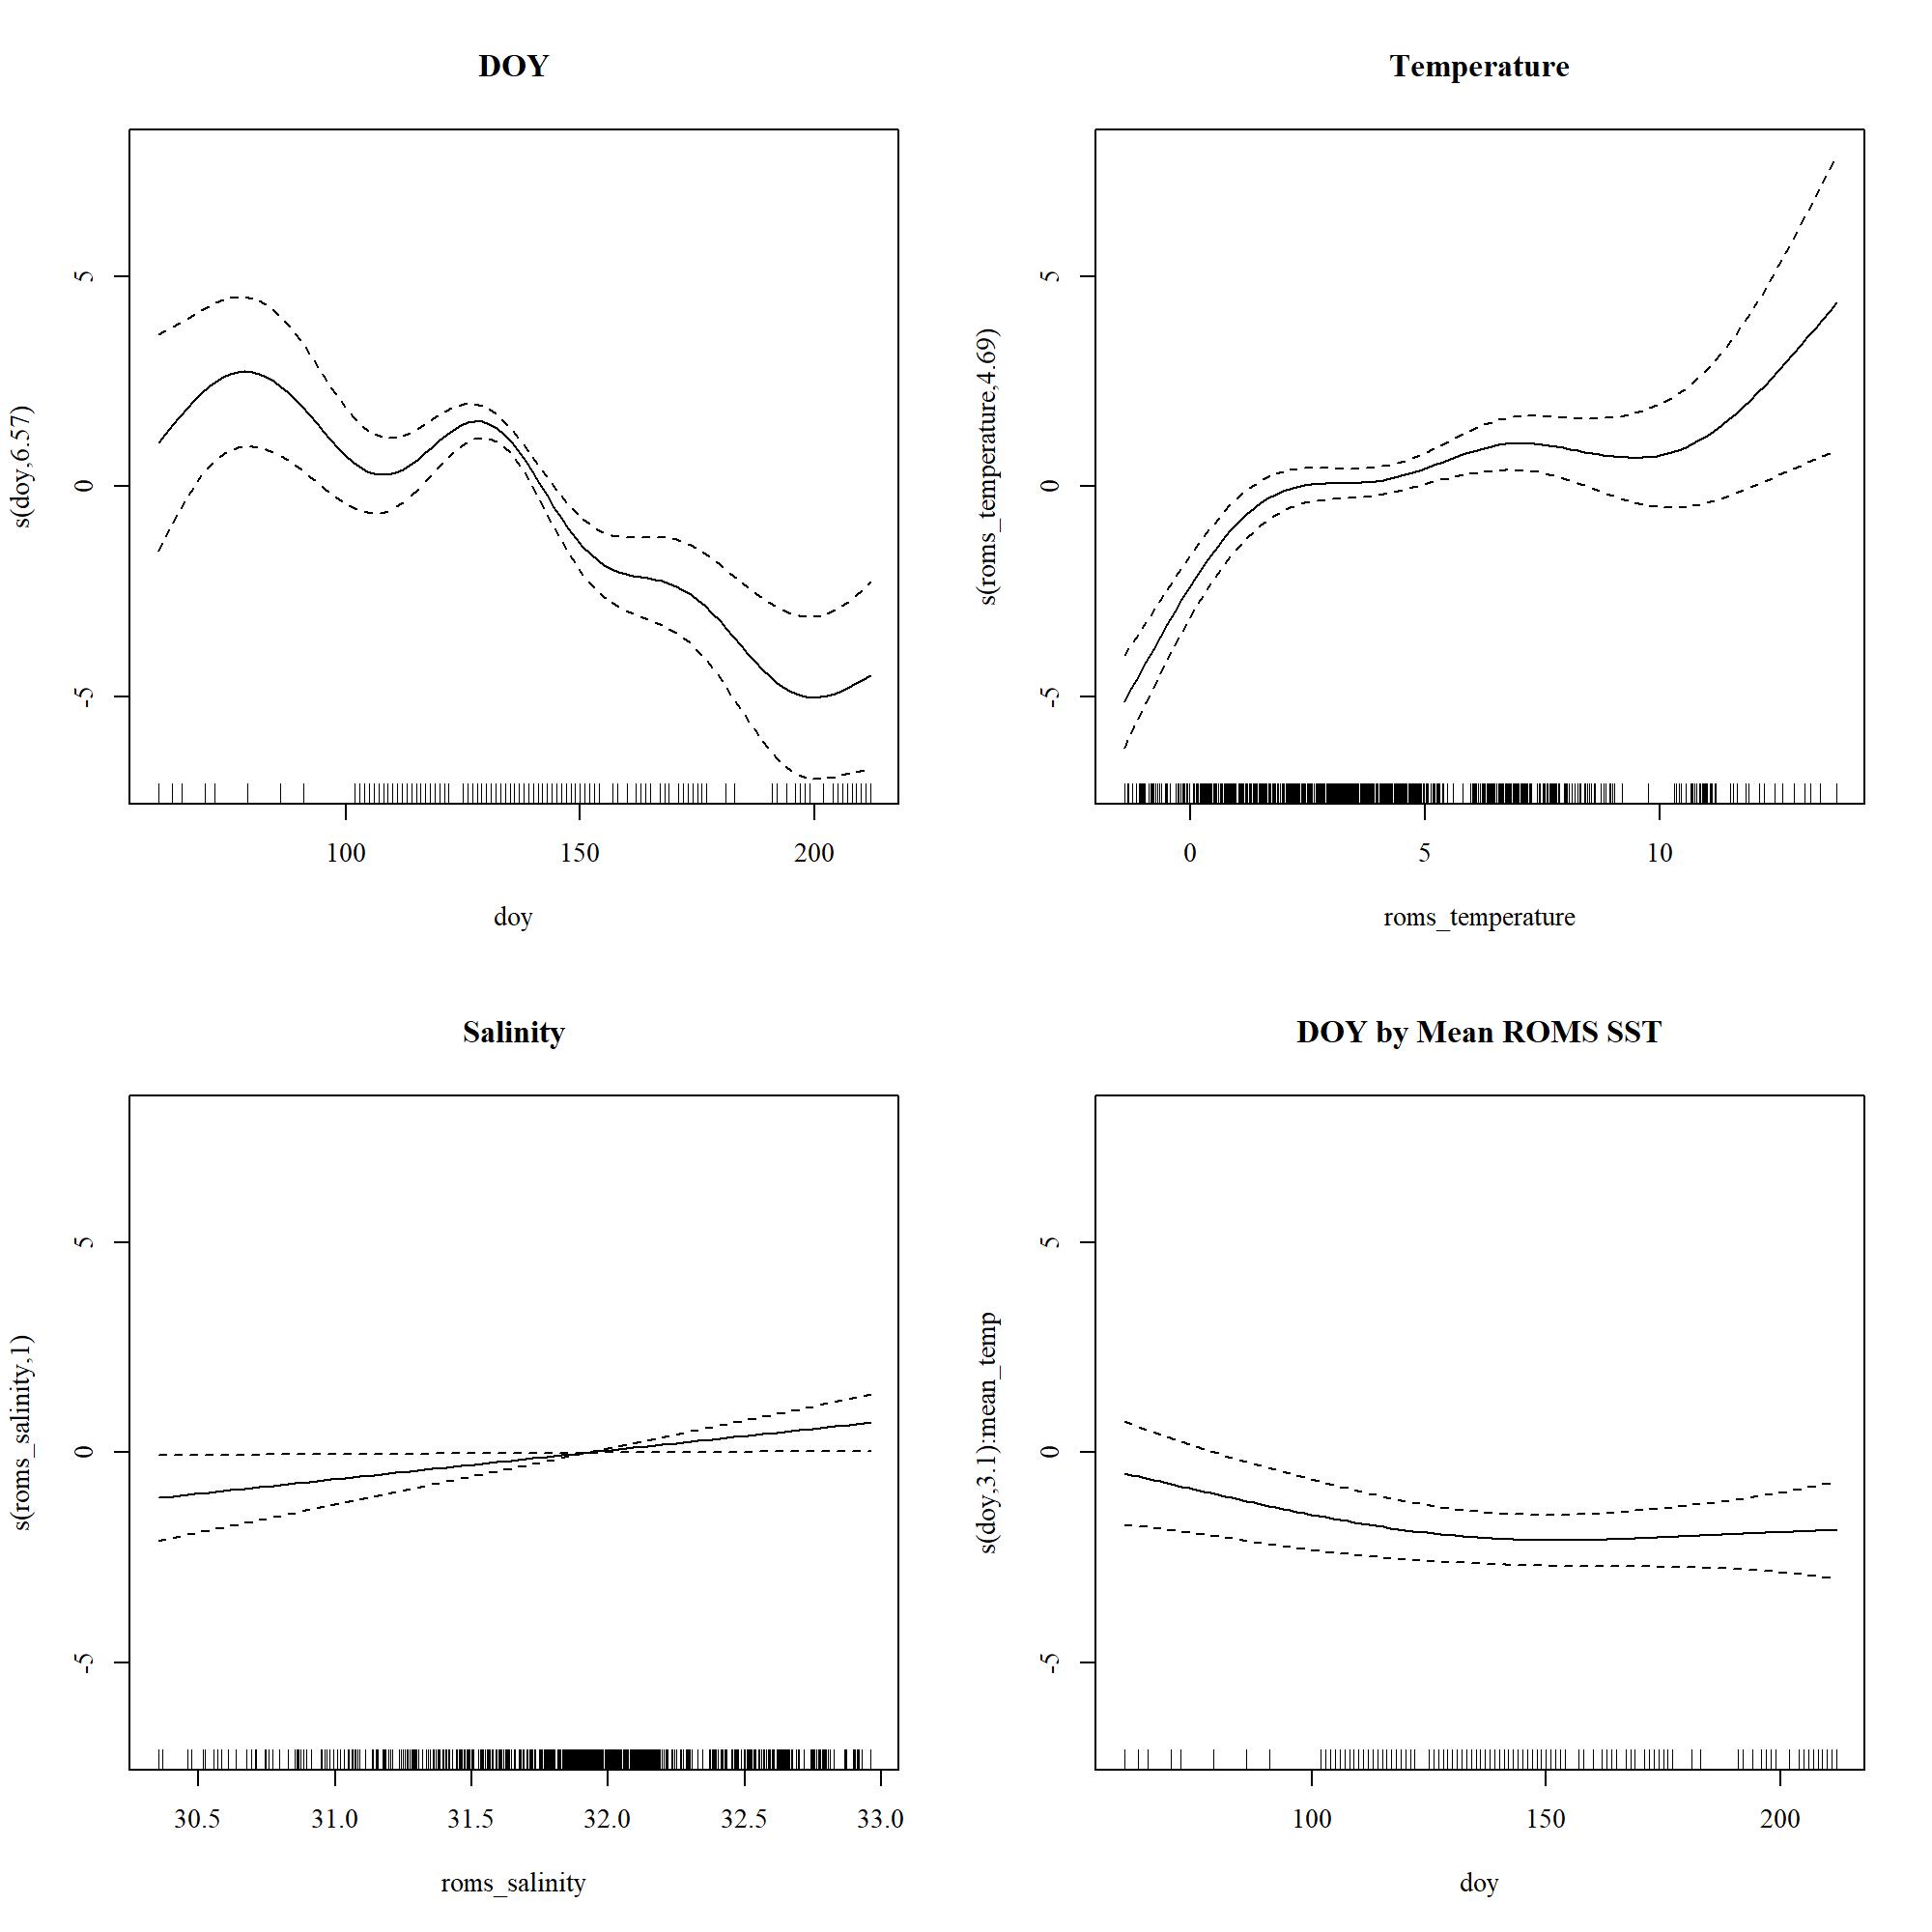 DOY
s(doy,6.57)
5
0
-5
100 150 200
doy
Temperature
s(roms_temperature,4.69)
5
0
-5
0 5 10
roms_temperature
Salinity
s(roms_salinity,1)
5
0
-5
30.5 31.0 31.5 32.0 32.5 33.0
roms_salinity
DOY by Mean ROMS SST
s(doy,3.1):mean_temp
5
0
-5
100 150 200
doy